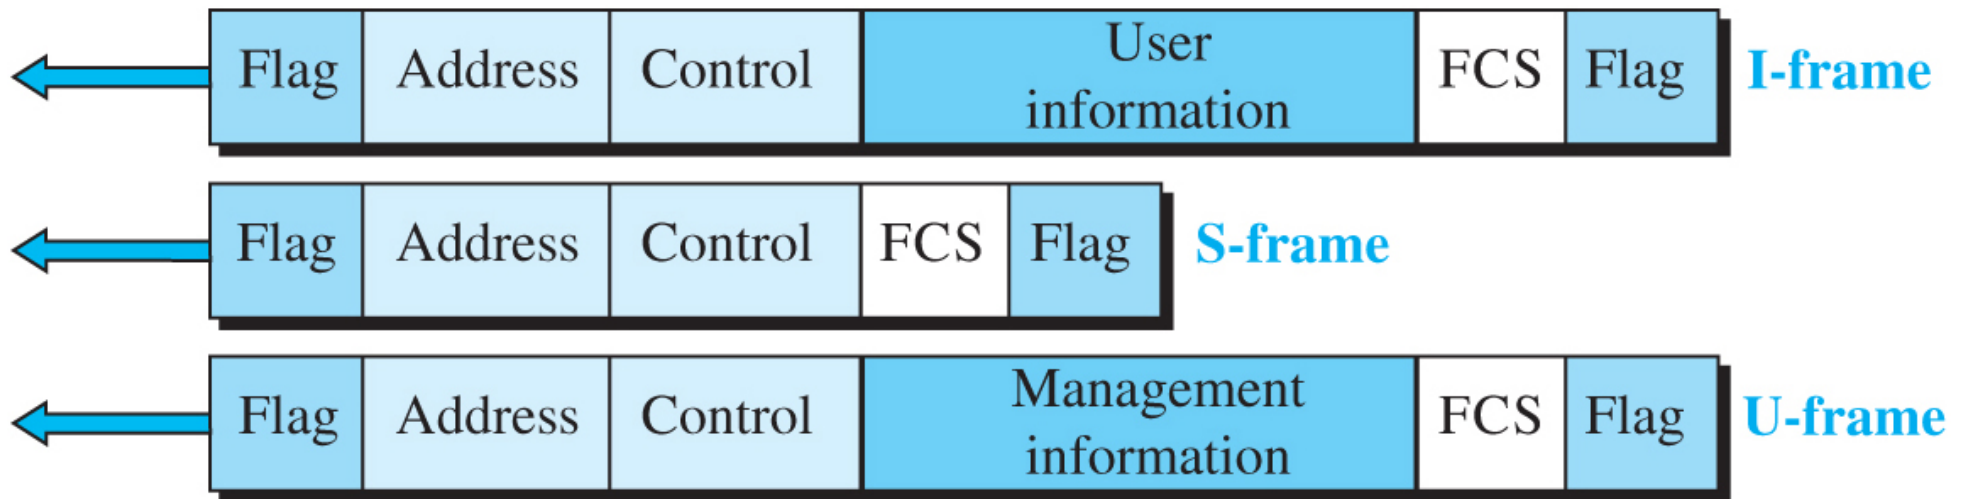 Flag Address Control User information FCS Flag I-frame
Flag Address Control FCS Flag S-frame
Flag Address Control Management information FCS Flag U-frame